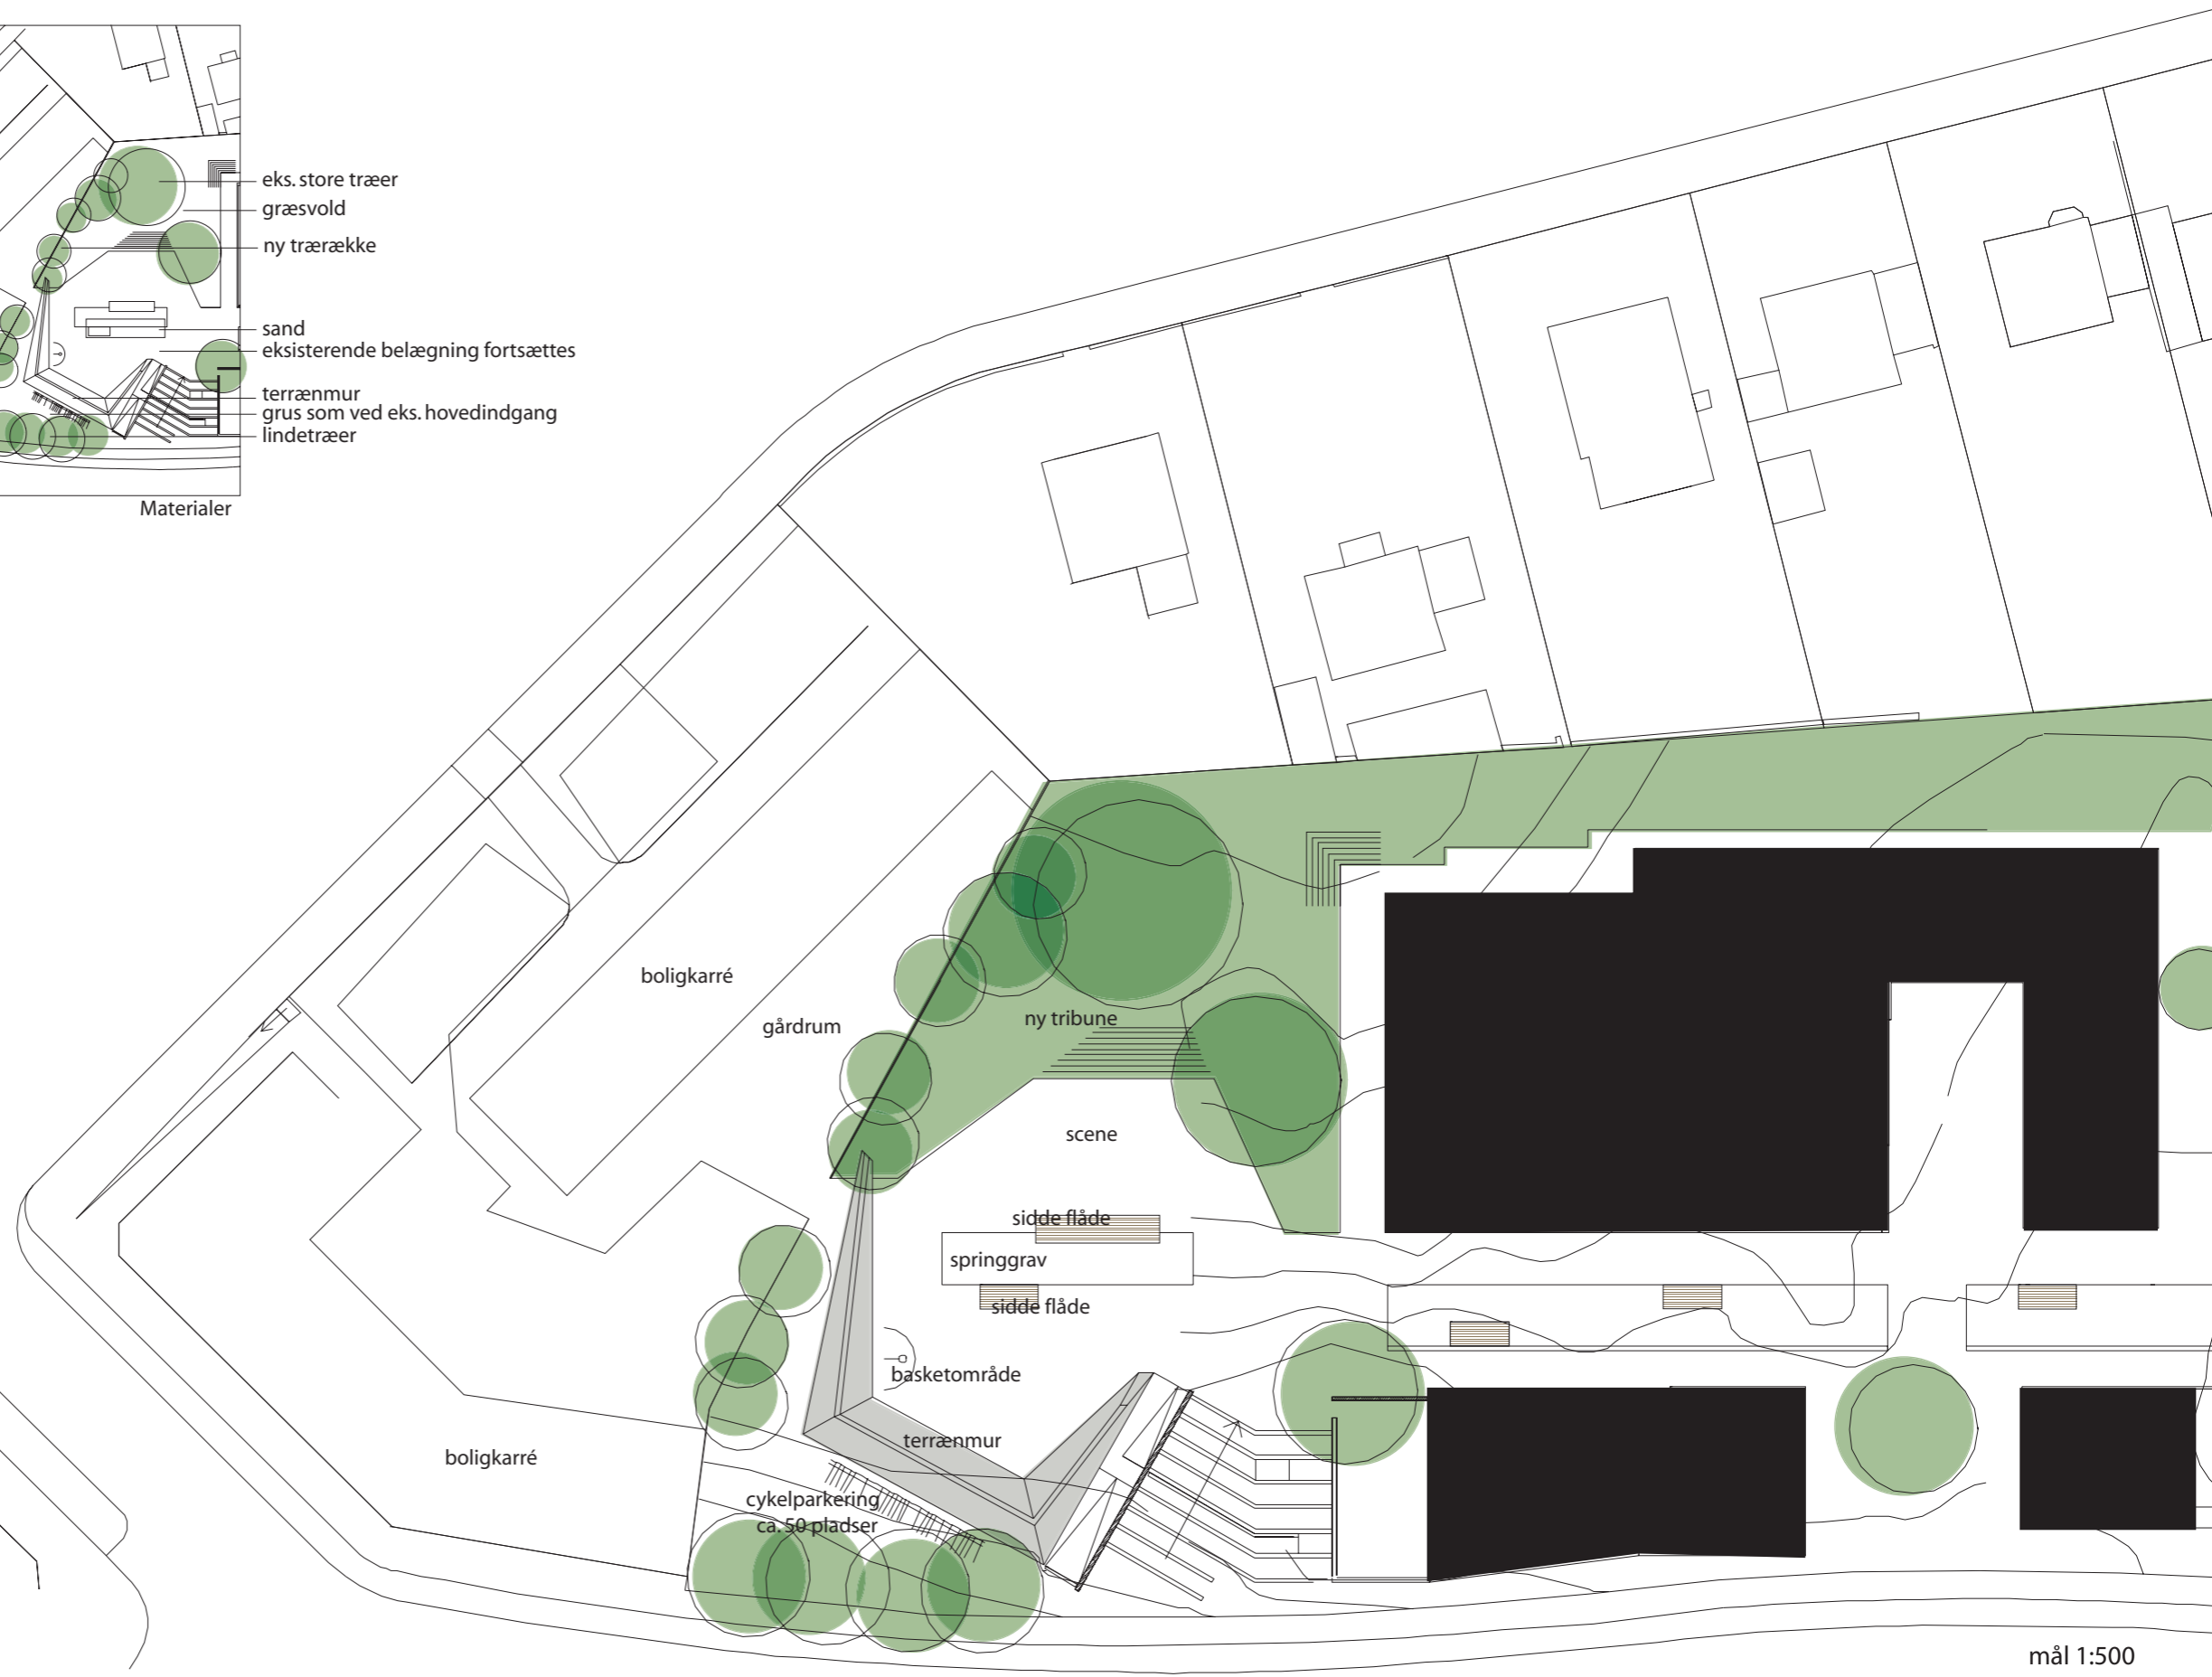 eks. store træer
græsvold
ny trærække
sand
eksisterende belægning fortsættes
terrænmur
grus som ved eks. hovedindgang
lindetræer
Materialer
boligkarré
gårdrum
ny tribune
scene
sidde flåde
springgrav
sidde flåde
basketområde
terrænmur
boligkarré
cykelparkering
ca. 50 pladser
mål 1:500